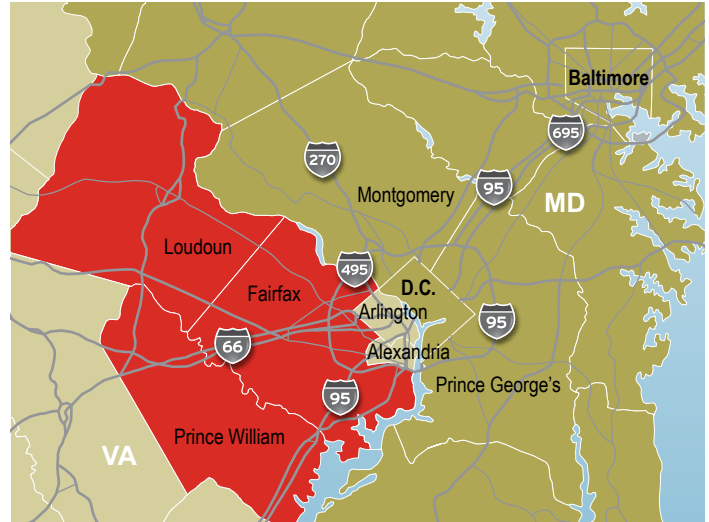 Baltimore
695
270
95
Montgomery
MD
Loudoun
495
Fairfax
D.C.
Arlington
95
66
Alexandria
Prince George's
95
Prince William
VA